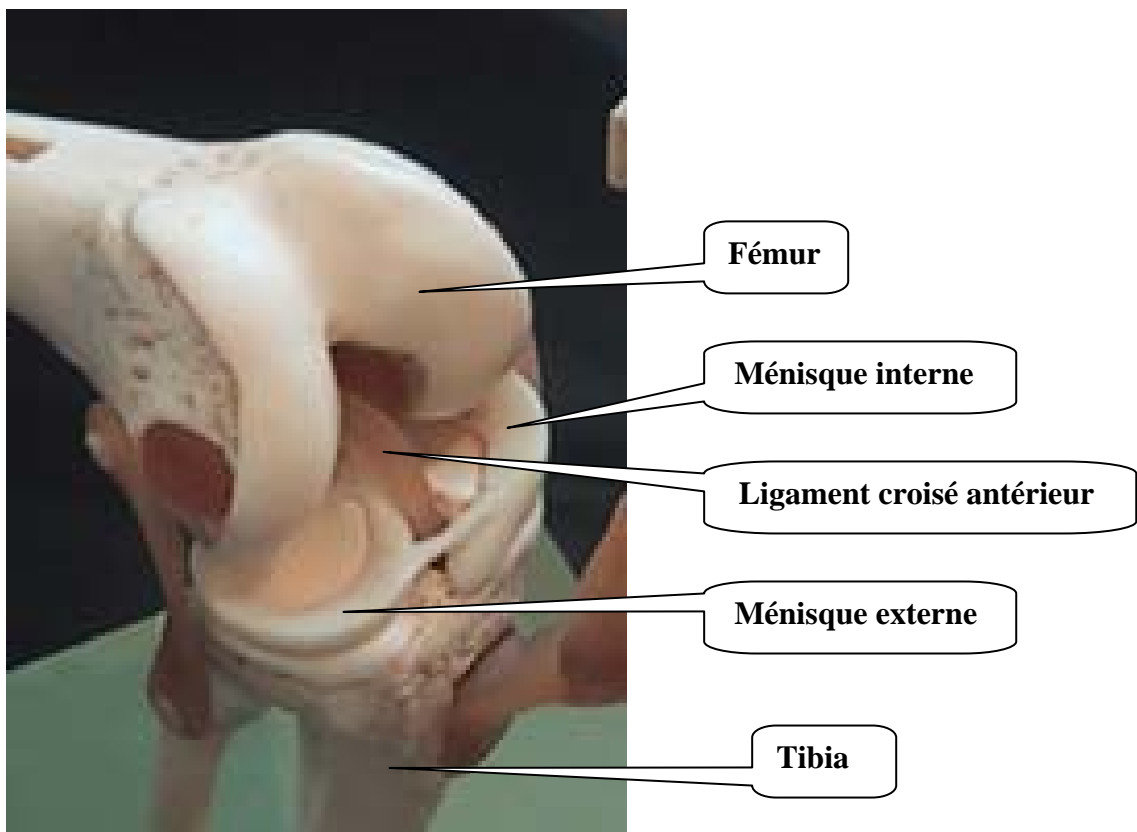 Fémur
Ménisque interne
Ligament croisé antérieur
Ménisque externe
Tibia